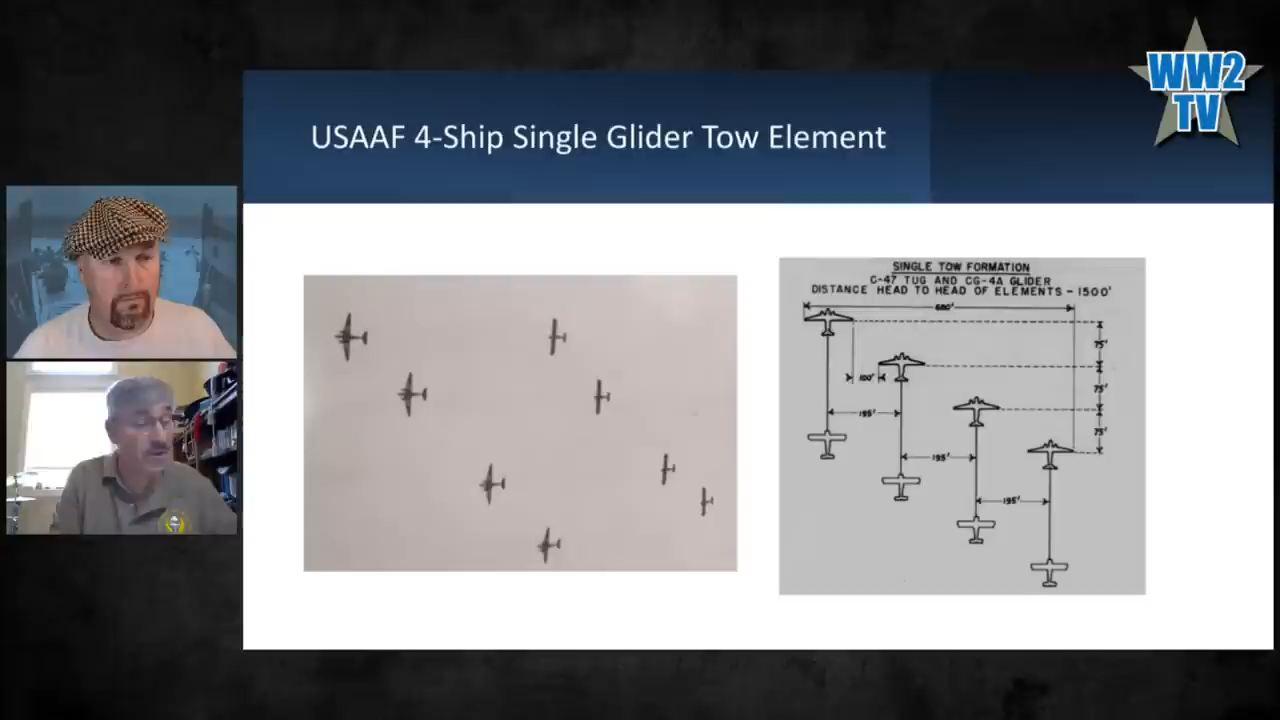 WW2
TV
USAAF 4-Ship Single Glider Tow Element
SINGLE TOW FORMATION
C-47 TUG AND CG-4A GLIDER
DISTANCE HEAD TO HEAD OF ELEMENTS - 1500'
680'
75'
75'
100'
195'
75'
195'
195'